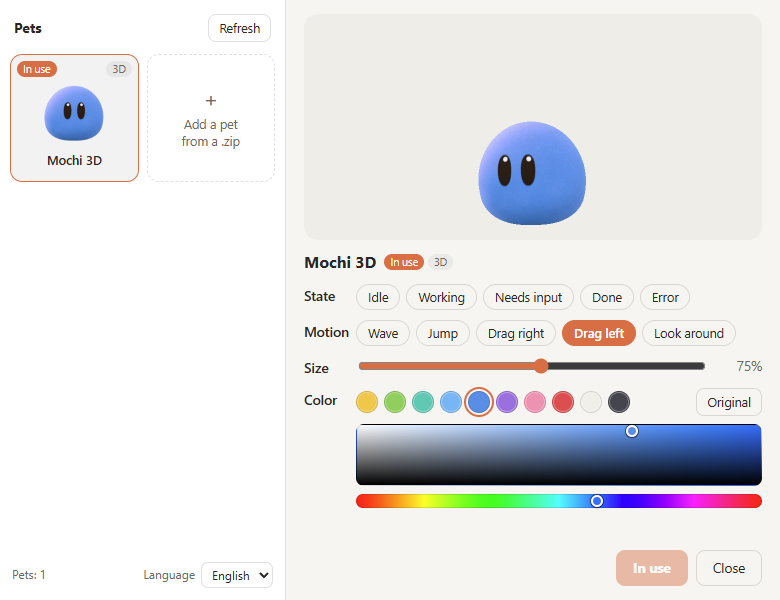 Pets
Refresh
In use
3D
Mochi 3D
+
Add a pet
from a .zip
Pets: 1
Language
English
Mochi 3D
In use
3D
State
Idle
Working
Needs input
Done
Error
Motion
Wave
Jump
Drag right
Drag left
Look around
Size
75%
Color
Original
In use
Close